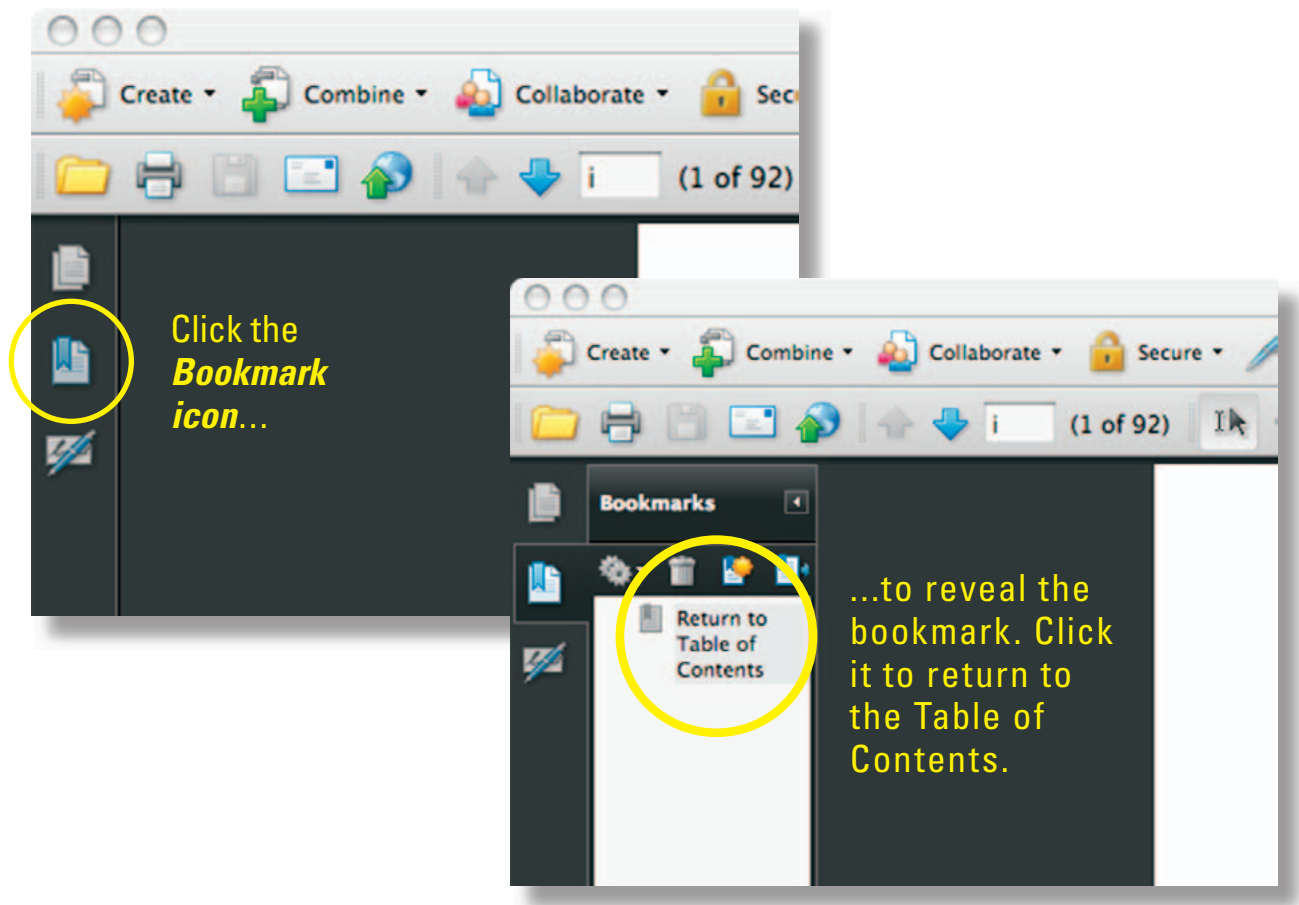 Create Combine Collaborate Sec
i (1 of 92)
Click the
Bookmark
icon...
Create Combine Collaborate Secure
i (1 of 92)
Bookmarks
Return to
Table of
Contents
...to reveal the
bookmark. Click
it to return to
the Table of
Contents.